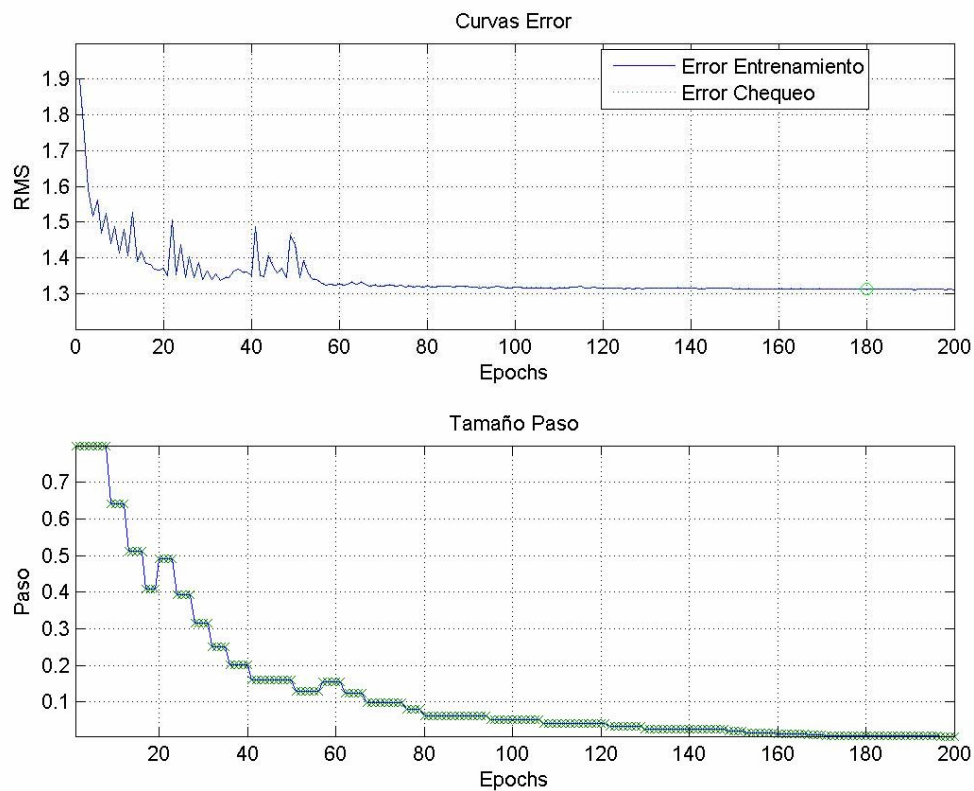 Curvas Error
Error Entrenamiento
Error Chequeo
1.9
1.8
1.7
1.6
1.5
1.4
1.3
RMS
0 20 40 60 80 100 120 140 160 180 200
Epochs
Tamaño Paso
0.7
0.6
0.5
0.4
0.3
0.2
0.1
Paso
20 40 60 80 100 120 140 160 180 200
Epochs